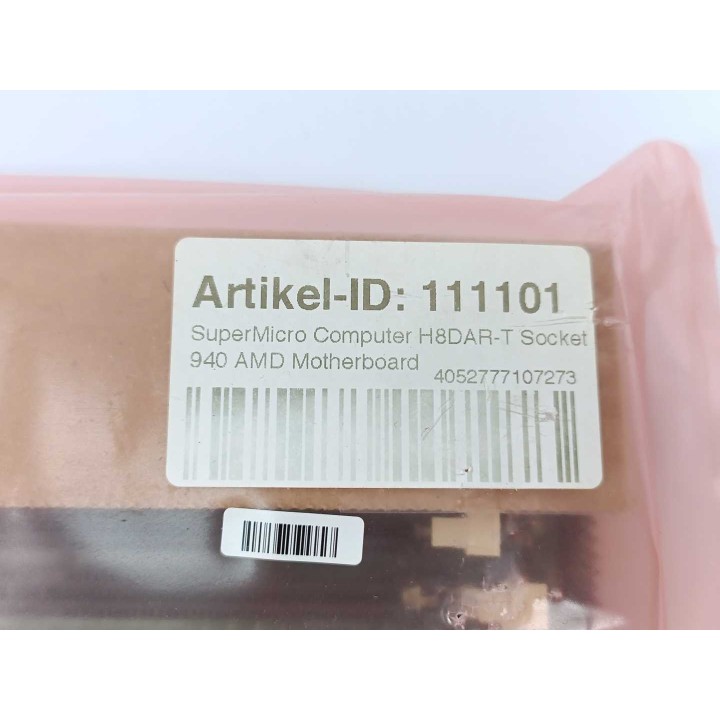 Artikel-ID: 111101
SuperMicro Computer H8DAR-T Socket
940 AMD Motherboard
4052777107273